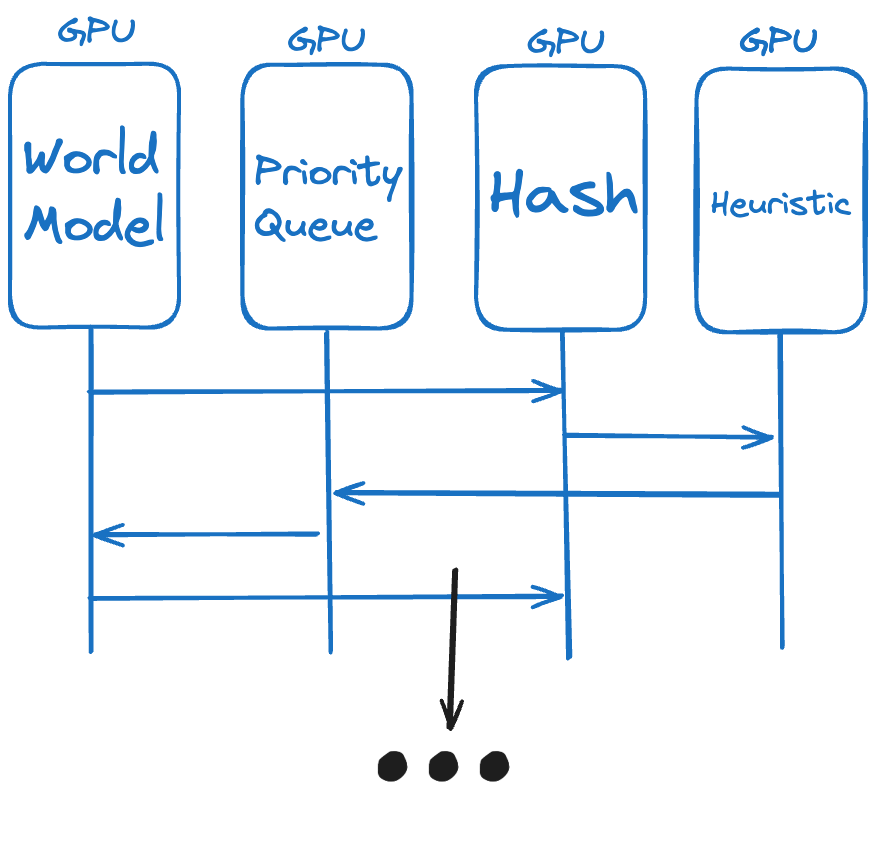 GPU
GPU
GPU
GPU
World
Model
Priority
Queue
Hash
Heuristic